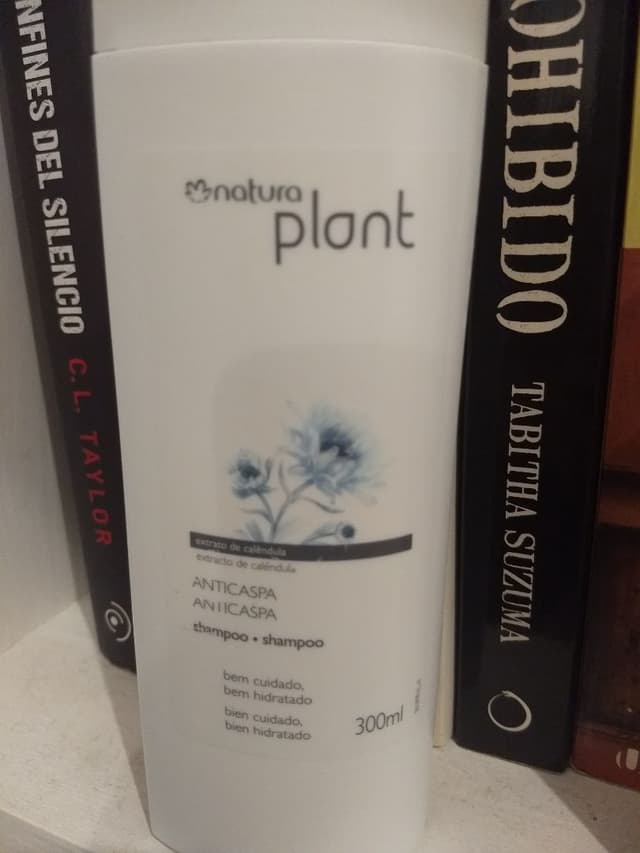 NFINES DEL SILENCIO C. L. TAYLOR
natura
plant
extrato de calêndula
extracto de caléndula
ANTICASPA
ANTICASPA
shampoo • shampoo
bem cuidado,
bem hidratado
bien cuidado,
bien hidratado
300ml
OHIBIDO
TABITHA SUZUMA